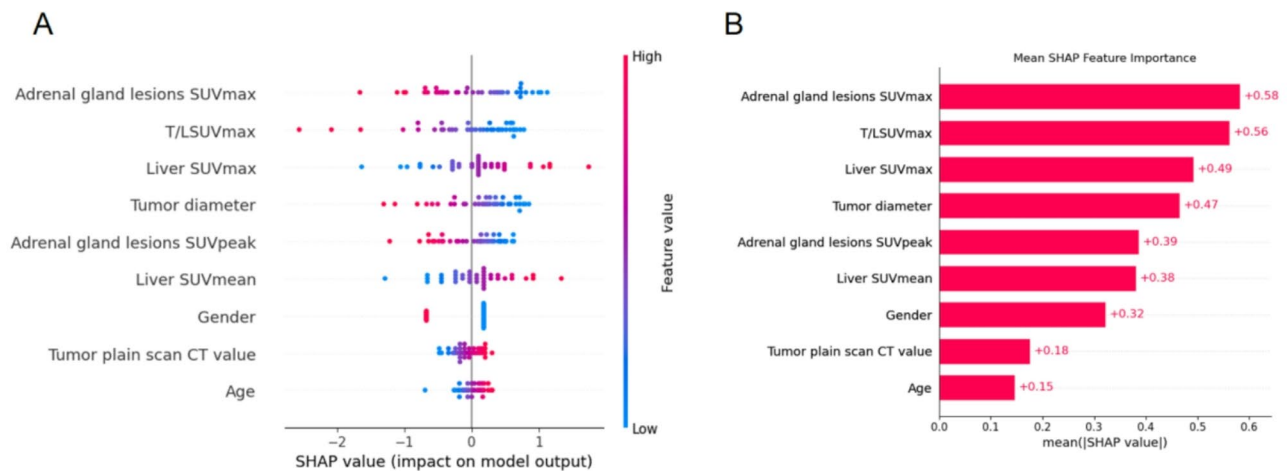 A
Adrenal gland lesions SUVmax
T/LSUVmax
Liver SUVmax
Tumor diameter
Adrenal gland lesions SUVpeak
Liver SUVmean
Gender
Tumor plain scan CT value
Age
−2
−1
0
1
SHAP value (impact on model output)
High
Feature value
Low
B
Mean SHAP Feature Importance
Adrenal gland lesions SUVmax
+0.58
T/LSUVmax
+0.56
Liver SUVmax
+0.49
Tumor diameter
+0.47
Adrenal gland lesions SUVpeak
+0.39
Liver SUVmean
+0.38
Gender
+0.32
Tumor plain scan CT value
+0.18
Age
+0.15
0.0
0.1
0.2
0.3
0.4
0.5
0.6
mean(|SHAP value|)